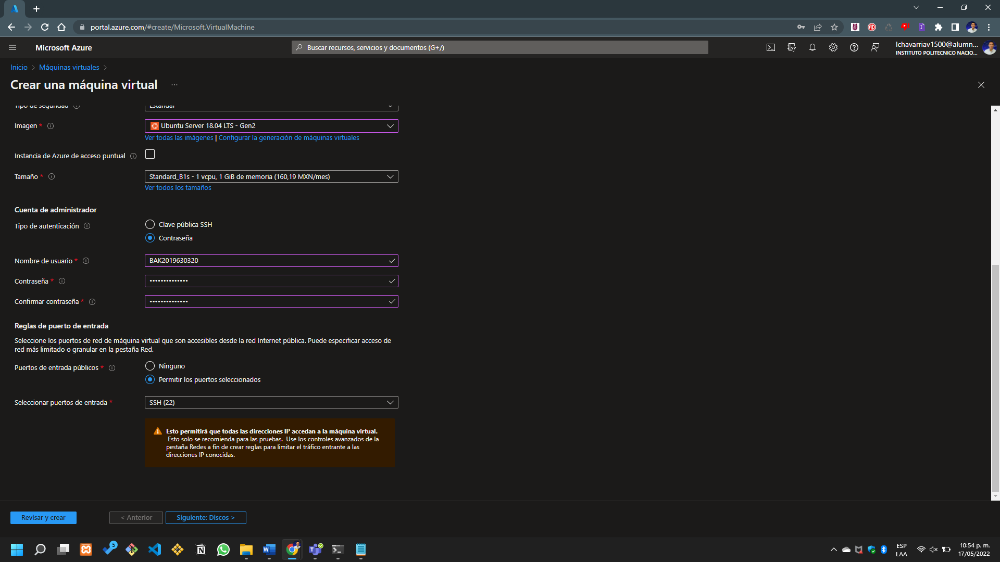 portal.azure.com/#create/Microsoft.VirtualMachine
Microsoft Azure
Buscar recursos, servicios y documentos (G+/)
lchavarriav1500@alumn...
INSTITUTO POLITECNICO NACIO...
Inicio > Máquinas virtuales >
Crear una máquina virtual ...
Tipo de seguridad
Estándar
Imagen *
Ubuntu Server 18.04 LTS - Gen2
Ver todas las imágenes | Configurar la generación de máquinas virtuales
Instancia de Azure de acceso puntual
Tamaño *
Standard_B1s - 1 vcpu, 1 GiB de memoria (160,19 MXN/mes)
Ver todos los tamaños
Cuenta de administrador
Tipo de autenticación
Clave pública SSH
Contraseña
Nombre de usuario *
BAK2019630320
Contraseña *
••••••••••••••
Confirmar contraseña *
••••••••••••••
Reglas de puerto de entrada
Seleccione los puertos de red de máquina virtual que son accesibles desde la red Internet pública. Puede especificar acceso de
red más limitado o granular en la pestaña Red.
Puertos de entrada públicos *
Ninguno
Permitir los puertos seleccionados
Seleccionar puertos de entrada *
SSH (22)
Esto permitirá que todas las direcciones IP accedan a la máquina virtual.
Esto solo se recomienda para las pruebas. Use los controles avanzados de la
pestaña Redes a fin de crear reglas para limitar el tráfico entrante a las
direcciones IP conocidas.
Revisar y crear
< Anterior
Siguiente: Discos >
5
ESP
LAA
10:54 p. m.
17/05/2022